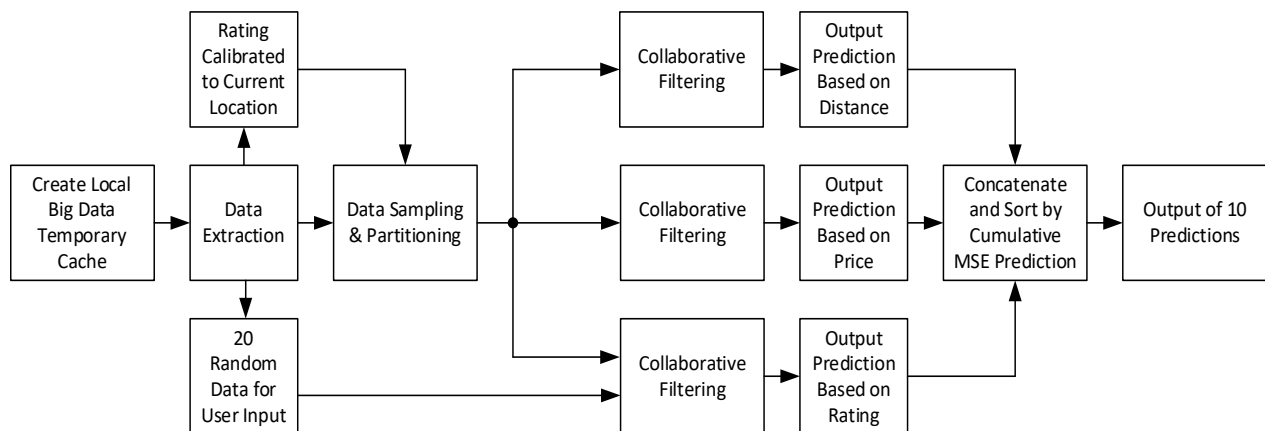 Rating
Calibrated
to Current
Location
Collaborative
Filtering
Output
Prediction
Based on
Distance
Create Local
Big Data
Temporary
Cache
Data
Extraction
Data Sampling
& Partitioning
Collaborative
Filtering
Output
Prediction
Based on
Price
Concatenate
and Sort by
Cumulative
MSE Prediction
Output of 10
Predictions
20
Random
Data for
User Input
Collaborative
Filtering
Output
Prediction
Based on
Rating